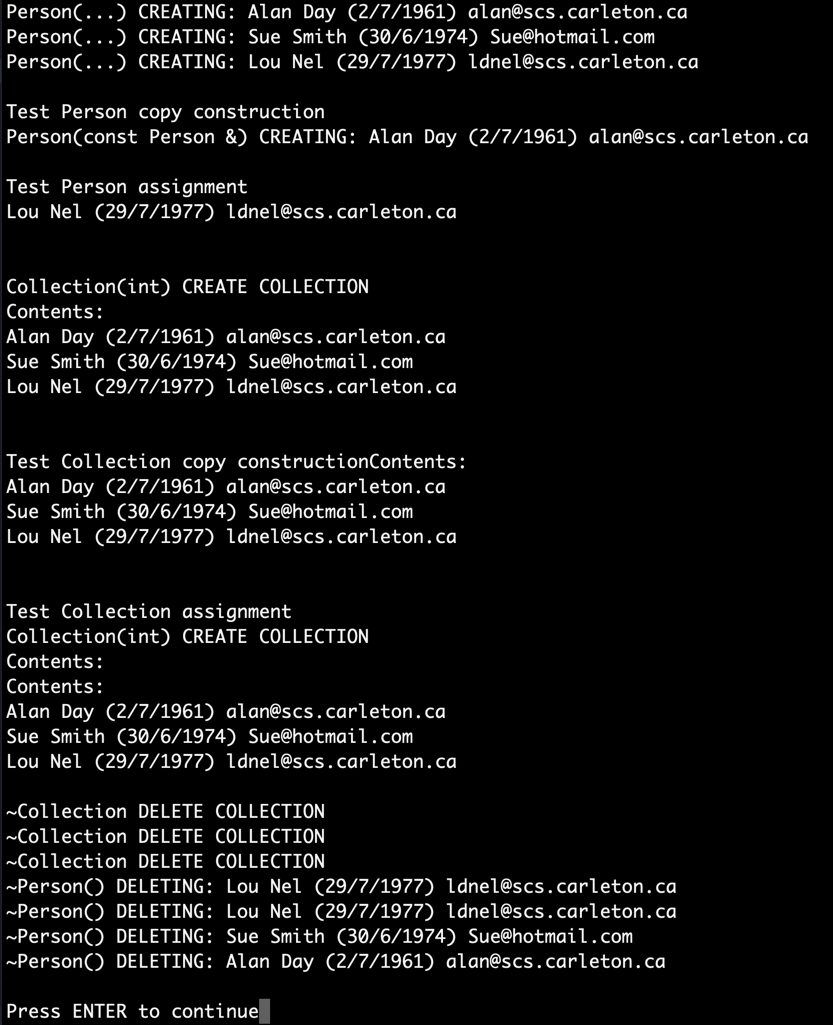 Person(...) CREATING: Alan Day (2/7/1961) alan@scs.carleton.ca
Person(...) CREATING: Sue Smith (30/6/1974) Sue@hotmail.com
Person(...) CREATING: Lou Nel (29/7/1977) ldnel@scs.carleton.ca
Test Person copy construction
Person(const Person &) CREATING: Alan Day (2/7/1961) alan@scs.carleton.ca
Test Person assignment
Lou Nel (29/7/1977) ldnel@scs.carleton.ca
Collection(int) CREATE COLLECTION
Contents:
Alan Day (2/7/1961) alan@scs.carleton.ca
Sue Smith (30/6/1974) Sue@hotmail.com
Lou Nel (29/7/1977) ldnel@scs.carleton.ca
Test Collection copy constructionContents:
Alan Day (2/7/1961) alan@scs.carleton.ca
Sue Smith (30/6/1974) Sue@hotmail.com
Lou Nel (29/7/1977) ldnel@scs.carleton.ca
Test Collection assignment
Collection(int) CREATE COLLECTION
Contents:
Contents:
Alan Day (2/7/1961) alan@scs.carleton.ca
Sue Smith (30/6/1974) Sue@hotmail.com
Lou Nel (29/7/1977) ldnel@scs.carleton.ca
~Collection DELETE COLLECTION
~Collection DELETE COLLECTION
~Collection DELETE COLLECTION
~Person() DELETING: Lou Nel (29/7/1977) ldnel@scs.carleton.ca
~Person() DELETING: Lou Nel (29/7/1977) ldnel@scs.carleton.ca
~Person() DELETING: Sue Smith (30/6/1974) Sue@hotmail.com
~Person() DELETING: Alan Day (2/7/1961) alan@scs.carleton.ca
Press ENTER to continue